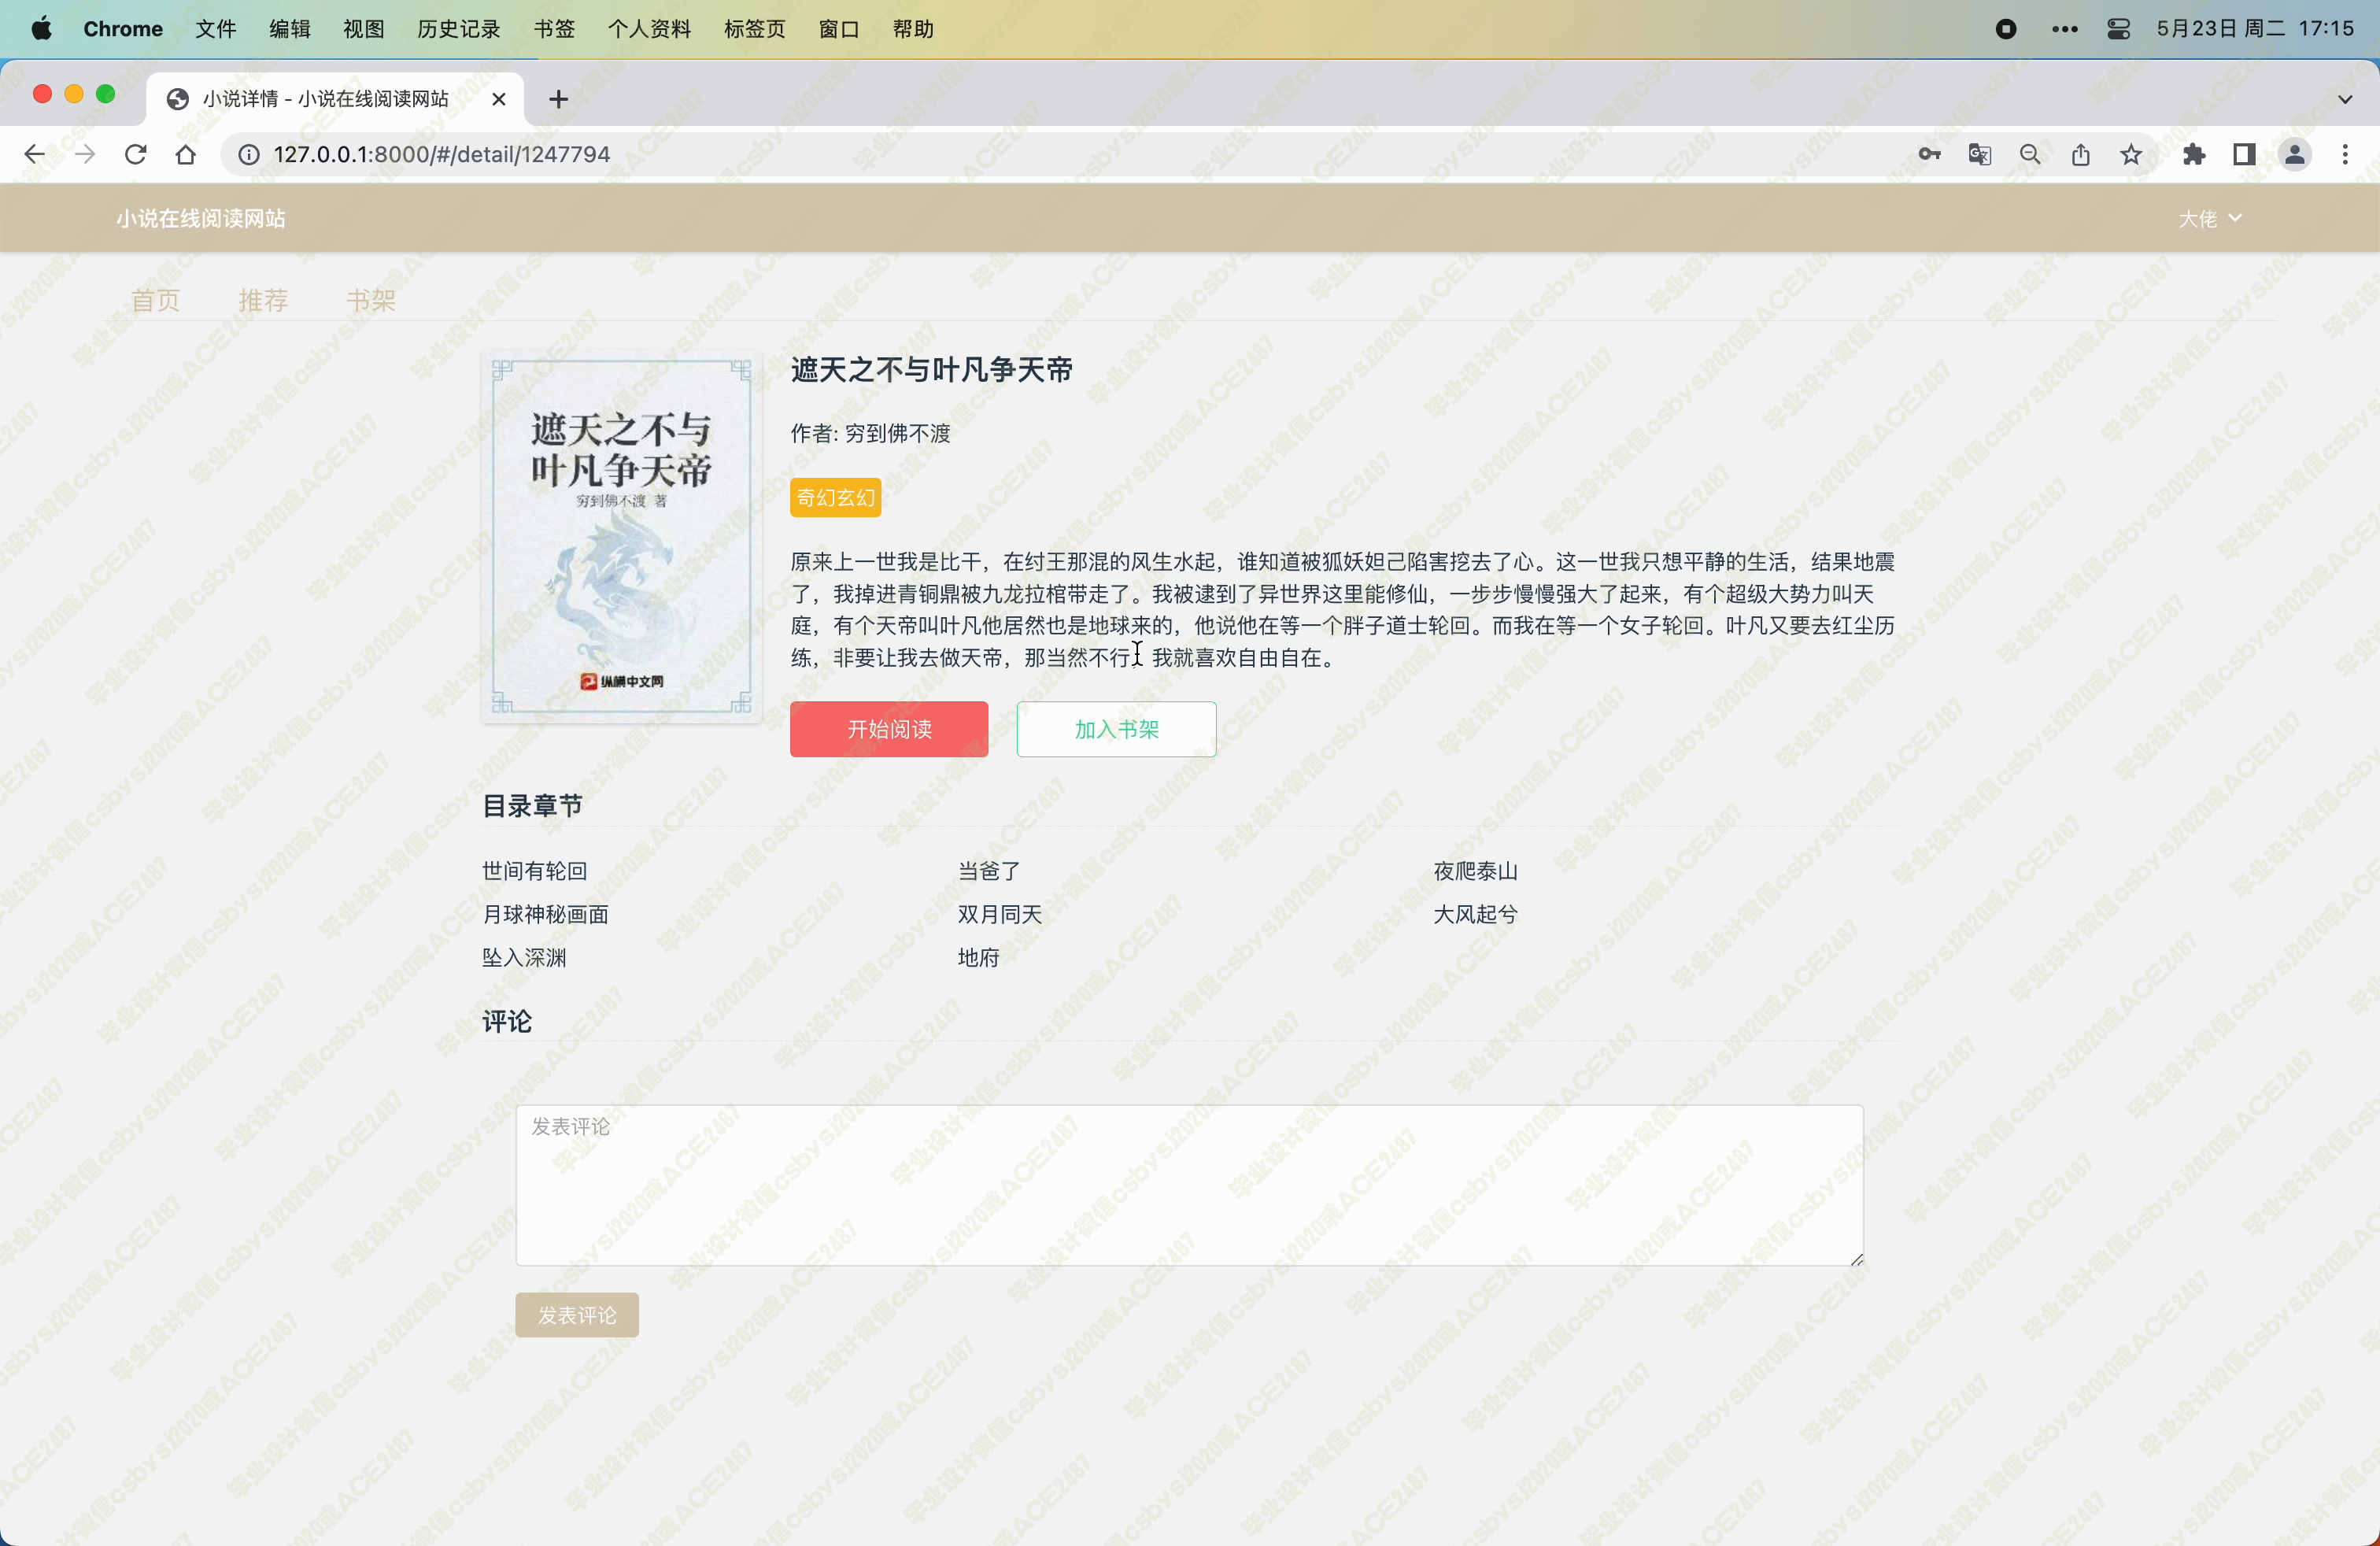 Chrome 文件 编辑 视图 历史记录 书签 个人资料 标签页 窗口 帮助 5月23日 周二 17:15
小说详情 - 小说在线阅读网站
127.0.0.1:8000/#/detail/1247794
小说在线阅读网站 大佬
首页 推荐 书架
遮天之不与
叶凡争天帝
穷到佛不渡 著
纵横中文网
遮天之不与叶凡争天帝
作者: 穷到佛不渡
奇幻玄幻
原来上一世我是比干，在纣王那混的风生水起，谁知道被狐妖妲己陷害挖去了心。这一世我只想平静的生活，结果地震
了，我掉进青铜鼎被九龙拉棺带走了。我被逮到了异世界这里能修仙，一步步慢慢强大了起来，有个超级大势力叫天
庭，有个天帝叫叶凡他居然也是地球来的，他说他在等一个胖子道士轮回。而我在等一个女子轮回。叶凡又要去红尘历
练，非要让我去做天帝，那当然不行，我就喜欢自由自在。
开始阅读 加入书架
目录章节
世间有轮回 当爸了 夜爬泰山
月球神秘画面 双月同天 大风起兮
坠入深渊 地府
评论
发表评论
发表评论
毕业设计微信csbysj2020或ACE2487